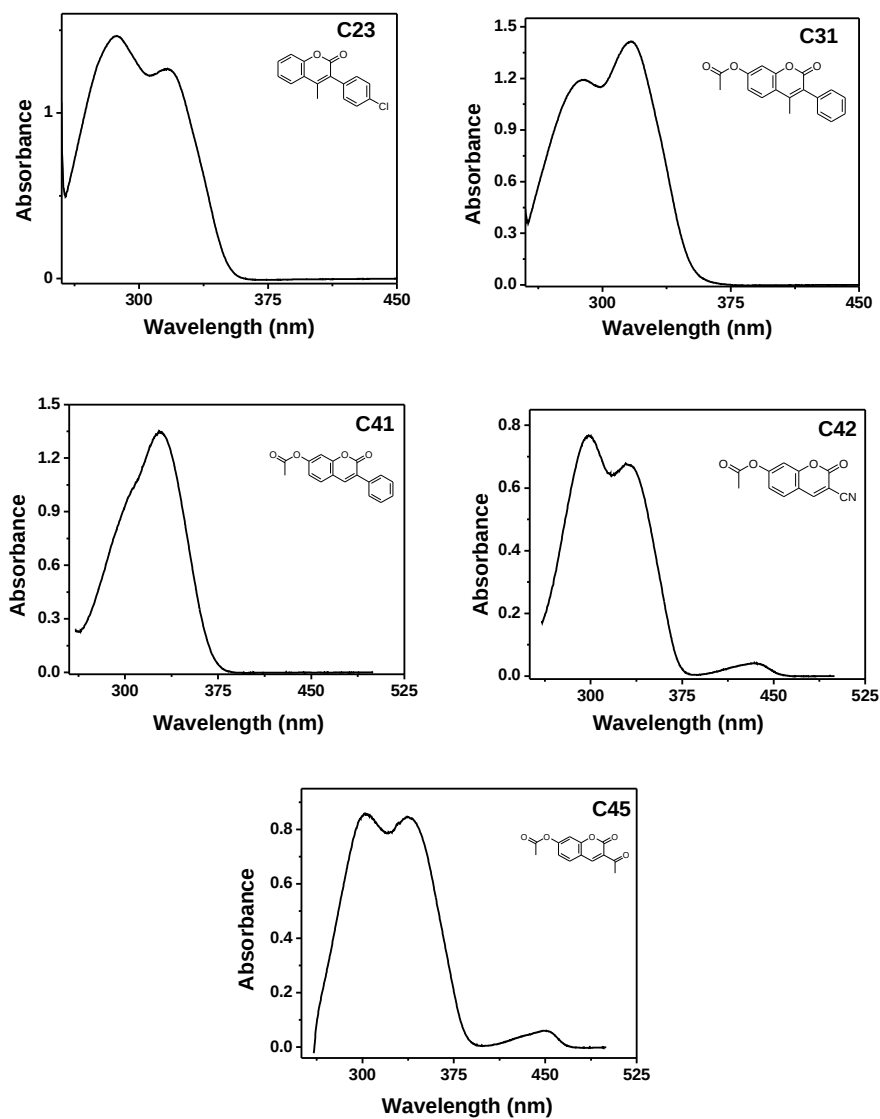 C23
O
O
Cl
1
0
300
375
450
Absorbance
Wavelength (nm)
C31
O
O
O
O
1.5
1.2
0.9
0.6
0.3
0.0
300
375
450
Absorbance
Wavelength (nm)
C41
O
O
O
O
1.5
1.2
0.9
0.6
0.3
0.0
300
375
450
525
Absorbance
Wavelength (nm)
C42
O
O
O
O
CN
0.8
0.6
0.4
0.2
0.0
300
375
450
525
Absorbance
Wavelength (nm)
C45
O
O
O
O
O
0.8
0.6
0.4
0.2
0.0
300
375
450
525
Absorbance
Wavelength (nm)